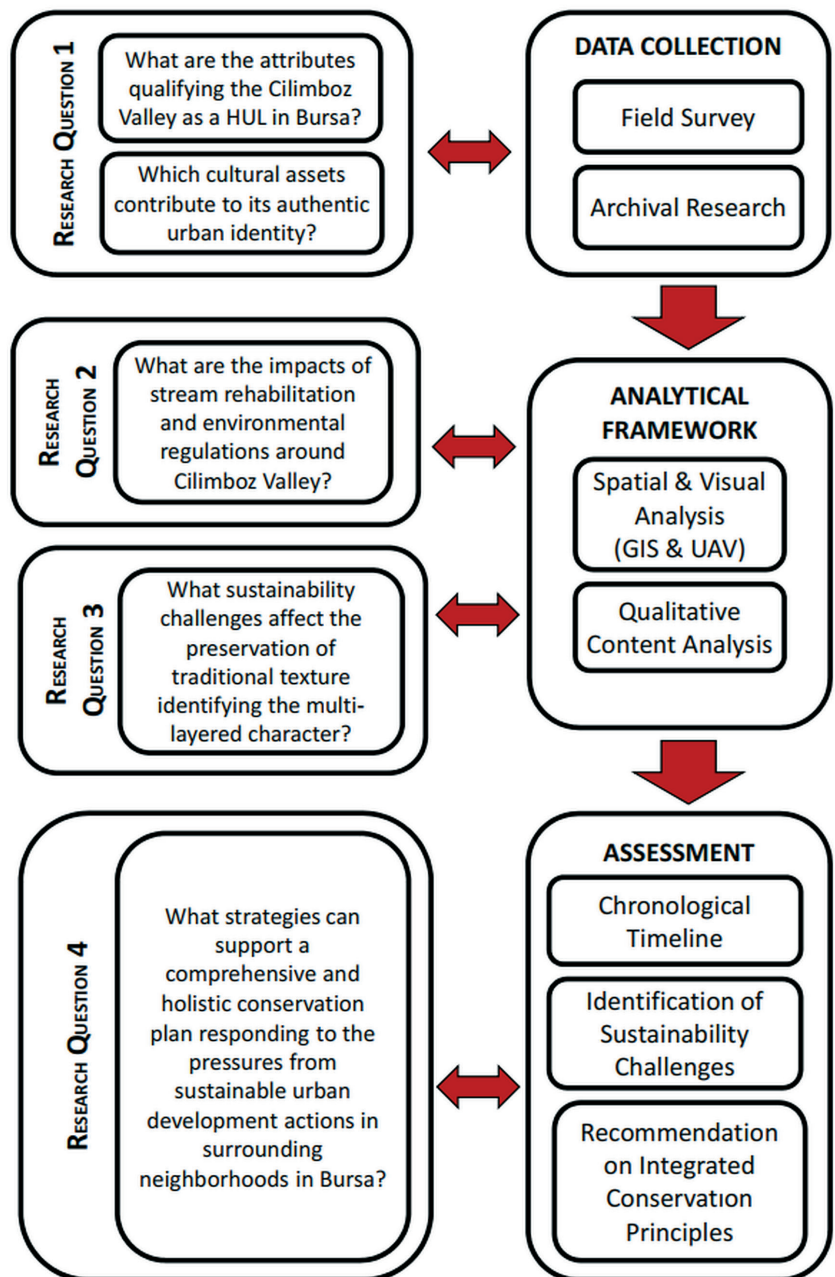 RESEARCH QUESTION 1
What are the attributes
qualifying the Cilimboz
Valley as a HUL in Bursa?
Which cultural assets
contribute to its authentic
urban identity?
DATA COLLECTION
Field Survey
Archival Research
RESEARCH
QUESTION 2
What are the impacts of
stream rehabilitation
and environmental
regulations around
Cilimboz Valley?
RESEARCH
QUESTION 3
What sustainability
challenges affect the
preservation of
traditional texture
identifying the multi-
layered character?
ANALYTICAL
FRAMEWORK
Spatial & Visual
Analysis
(GIS & UAV)
Qualitative
Content Analysis
RESEARCH QUESTION 4
What strategies can
support a
comprehensive and
holistic conservation
plan responding to the
pressures from
sustainable urban
development actions in
surrounding
neighborhoods in Bursa?
ASSESSMENT
Chronological
Timeline
Identification of
Sustainability
Challenges
Recommendation
on Integrated
Conservatıon
Principles